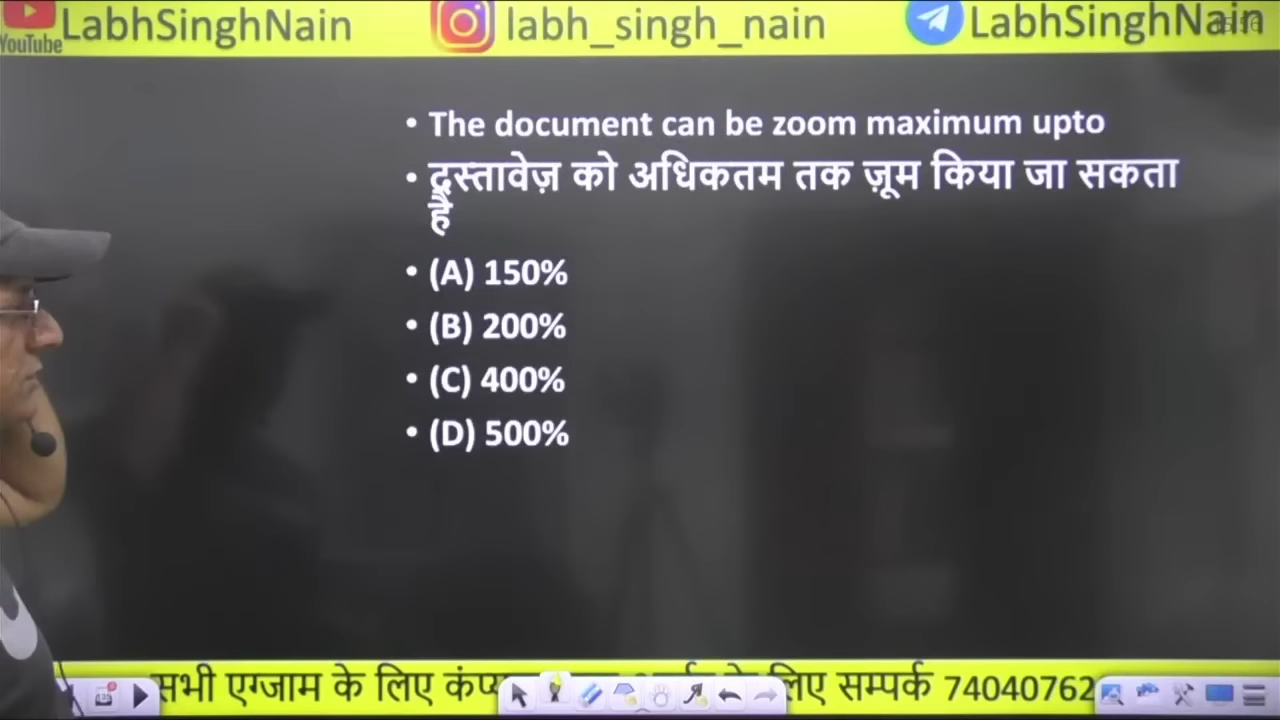 YouTube LabhSinghNain labh_singh_nain LabhSinghNain
• The document can be zoom maximum upto
• दस्तावेज़ को अधिकतम तक ज़ूम किया जा सकता
है
• (A) 150%
• (B) 200%
• (C) 400%
• (D) 500%
सभी एग्जाम के लिए लिए सम्पर्क 74040762